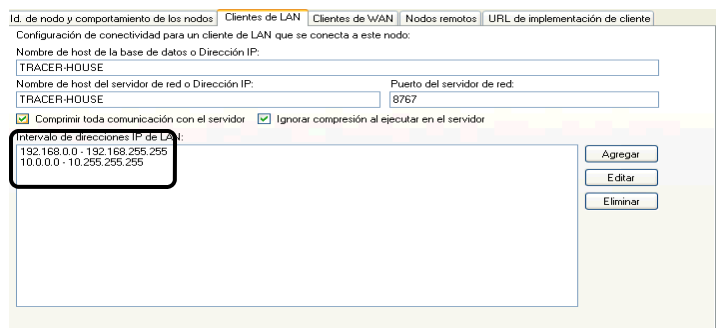 Id. de nodo y comportamiento de los nodos Clientes de LAN Clientes de WAN Nodos remotos URL de implementación de cliente
Configuración de conectividad para un cliente de LAN que se conecta a este nodo:
Nombre de host de la base de datos o Dirección IP:
TRACER-HOUSE
Nombre de host del servidor de red o Dirección IP: Puerto del servidor de red:
TRACER-HOUSE 8767
Comprimir toda comunicación con el servidor Ignorar compresión al ejecutar en el servidor
Intervalo de direcciones IP de LAN:
192.168.0.0 - 192.168.255.255
10.0.0.0 - 10.255.255.255
Agregar
Editar
Eliminar